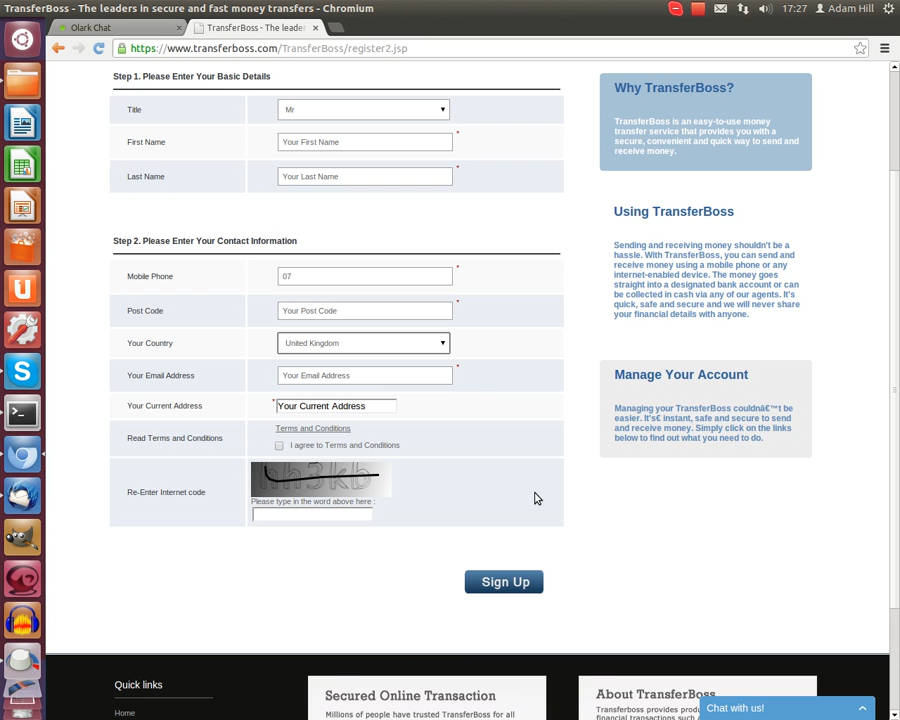 TransferBoss - The leaders in secure and fast money transfers - Chromium
17:27
Adam Hill
Olark Chat
TransferBoss - The leade
https://www.transferboss.com/TransferBoss/register2.jsp
Step 1. Please Enter Your Basic Details
Title
Mr
First Name
Your First Name
*
Last Name
Your Last Name
*
Step 2. Please Enter Your Contact Information
Mobile Phone
07
*
Post Code
Your Post Code
*
Your Country
United Kingdom
Your Email Address
Your Email Address
*
Your Current Address
*
Your Current Address
Read Terms and Conditions
Terms and Conditions
I agree to Terms and Conditions
Re-Enter Internet code
Please type in the word above here :
Sign Up
Why TransferBoss?
TransferBoss is an easy-to-use money
transfer service that provides you with a
secure, convenient and quick way to send and
receive money.
Using TransferBoss
Sending and receiving money shouldn't be a
hassle. With TransferBoss, you can send and
receive money using a mobile phone or any
internet-enabled device. The money goes
straight into a designated bank account or can
be collected in cash via any of our agents. It's
quick, safe and secure and we will never share
your financial details with anyone.
Manage Your Account
Managing your TransferBoss couldnâ€™t be
easier. It's€ instant, safe and secure to send
and receive money. Simply click on the links
below to find out what you need to do.
Quick links
Home
Secured Online Transaction
Millions of people have trusted TransferBoss for all
About TransferBoss
Transferboss provides produ
financial transactions such a
Chat with us!